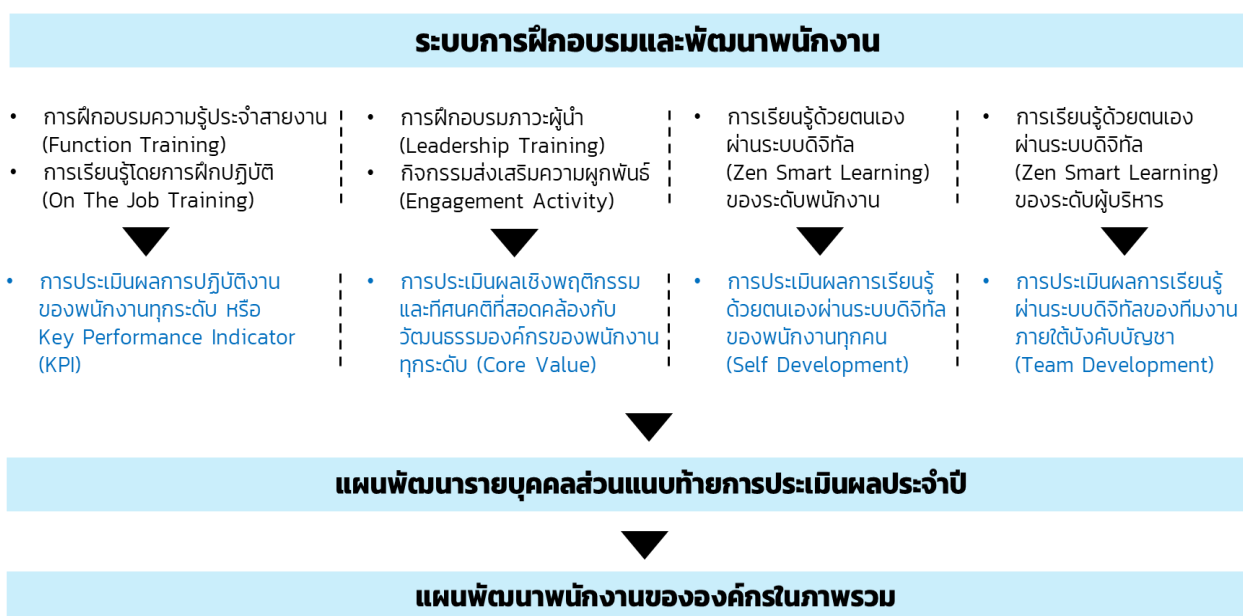 ระบบการฝึกอบรมและพัฒนาพนักงาน
• การฝึกอบรมความรู้ประจำสายงาน
(Function Training)
• การเรียนรู้โดยการฝึกปฏิบัติ
(On The Job Training)
• การฝึกอบรมภาวะผู้นำ
(Leadership Training)
• กิจกรรมส่งเสริมความผูกพันธ์
(Engagement Activity)
• การเรียนรู้ด้วยตนเอง
ผ่านระบบดิจิทัล
(Zen Smart Learning)
ของระดับพนักงาน
• การเรียนรู้ด้วยตนเอง
ผ่านระบบดิจิทัล
(Zen Smart Learning)
ของระดับผู้บริหาร
• การประเมินผลการปฏิบัติงาน
ของพนักงานทุกระดับ หรือ
Key Performance Indicator
(KPI)
• การประเมินผลเชิงพฤติกรรม
และทีศนคติที่สอดคล้องกับ
วัฒนธรรมองค์กรของพนักงาน
ทุกระดับ (Core Value)
• การประเมินผลการเรียนรู้
ด้วยตนเองผ่านระบบดิจิทัล
ของพนักงานทุกคน
(Self Development)
• การประเมินผลการเรียนรู้
ผ่านระบบดิจิทัลของทีมงาน
ภายใต้บังคับบัญชา
(Team Development)
แผนพัฒนารายบุคคลส่วนแนบท้ายการประเมินผลประจำปี
แผนพัฒนาพนักงานขององค์กรในภาพรวม